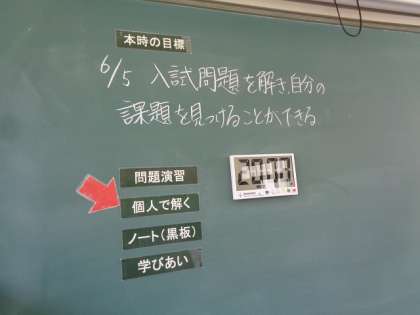 本時の目標
6/5 入試問題を解き、自分の
課題を見つけることができる
問題演習
個人で解く
ノート(黒板)
学びあい